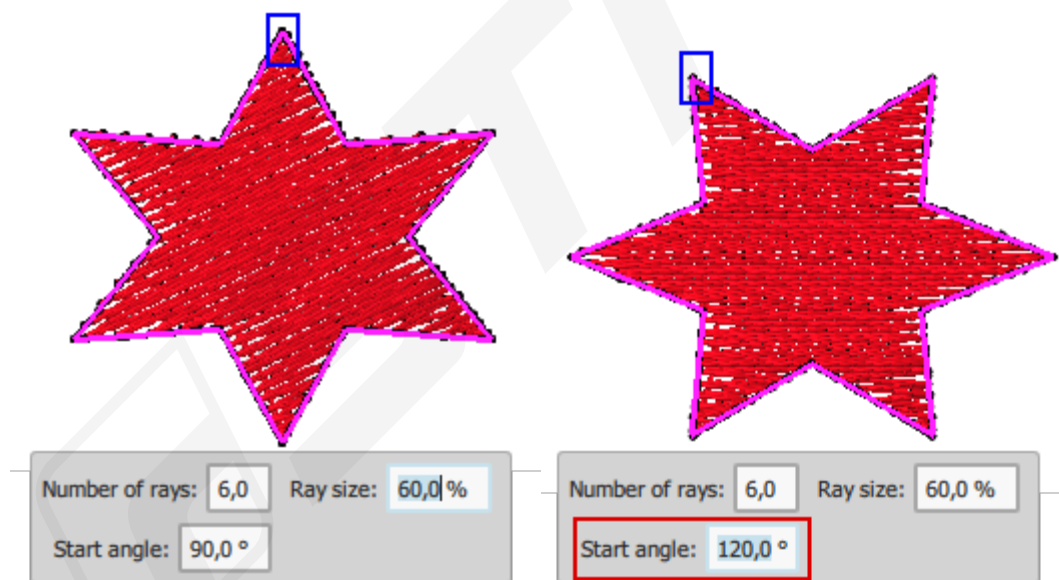 Number of rays: 6,0 Ray size: 60,0 %
Start angle: 90,0 °
Number of rays: 6,0 Ray size: 60,0 %
Start angle: 120,0 °